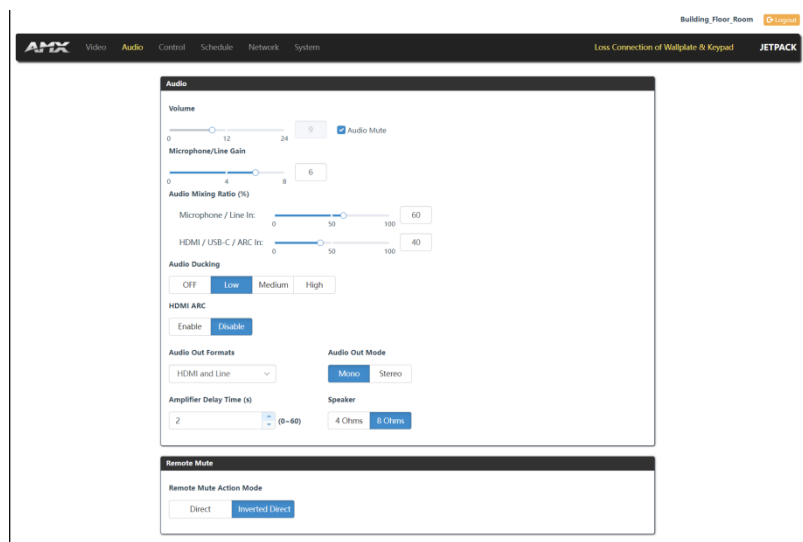 Building_Floor_Room Logout
AMX Video Audio Control Schedule Network System Loss Connection of Wallplate & Keypad JETPACK
Audio
Volume
9 Audio Mute
0 12 24
Microphone/Line Gain
6
0 4 8
Audio Mixing Ratio (%)
Microphone / Line In: 60
0 50 100
HDMI / USB-C / ARC In: 40
0 50 100
Audio Ducking
OFF Low Medium High
HDMI ARC
Enable Disable
Audio Out Formats Audio Out Mode
HDMI and Line Mono Stereo
Amplifier Delay Time (s) Speaker
2 (0~60) 4 Ohms 8 Ohms
Remote Mute
Remote Mute Action Mode
Direct Inverted Direct